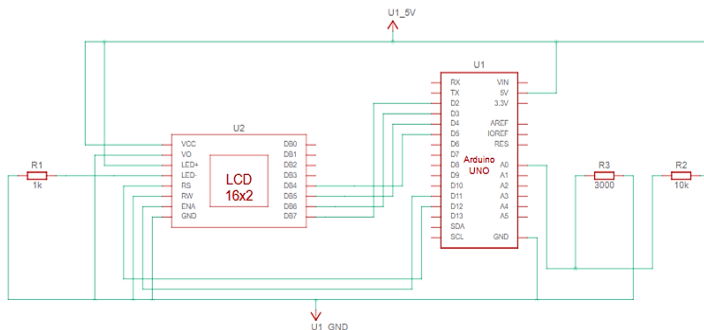 U1_5V
U1
RX
TX
D2
D3
D4
D5
D6
D7
D8
D9
D10
D11
D12
D13
SDA
SCL
VIN
5V
3.3V
AREF
IOREF
RES
A0
A1
A2
A3
A4
A5
GND
Arduino
UNO
U2
VCC
VO
LED+
LED-
RS
RW
ENA
GND
DB0
DB1
DB2
DB3
DB4
DB5
DB6
DB7
LCD
16x2
R1
1k
R3
3000
R2
10k
U1_GND